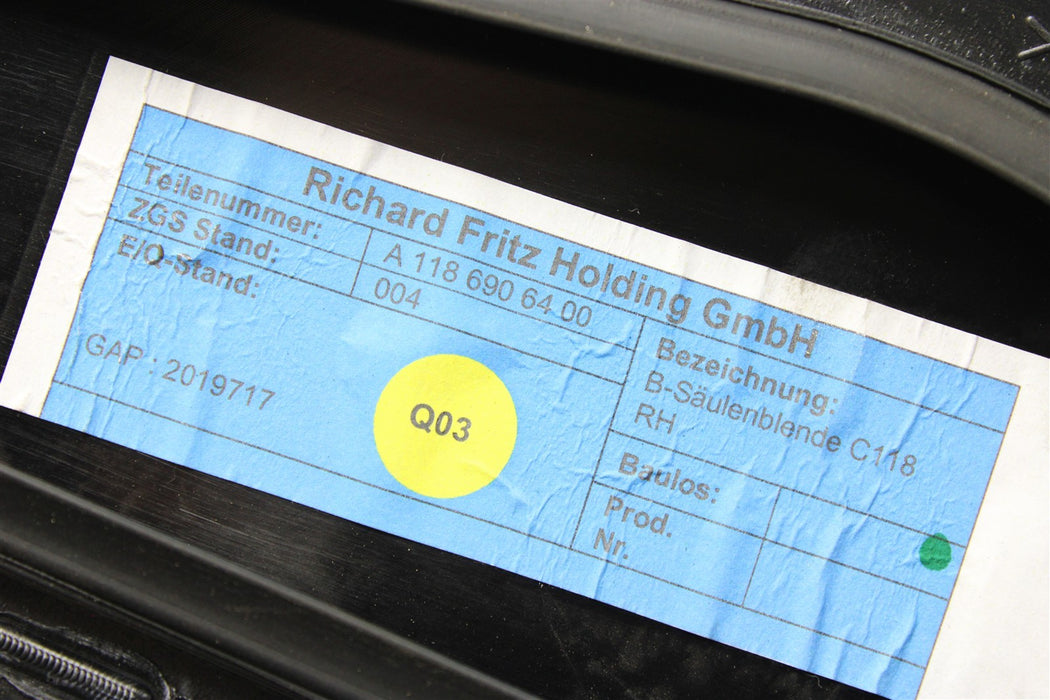 Richard Fritz Holding GmbH
Teilenummer: A 118 690 64 00
ZGS Stand: 004
E/Q-Stand:
GAP : 2019717
Q03
Bezeichnung:
B-Säulenblende C118
RH
Baulos:
Prod.
Nr.